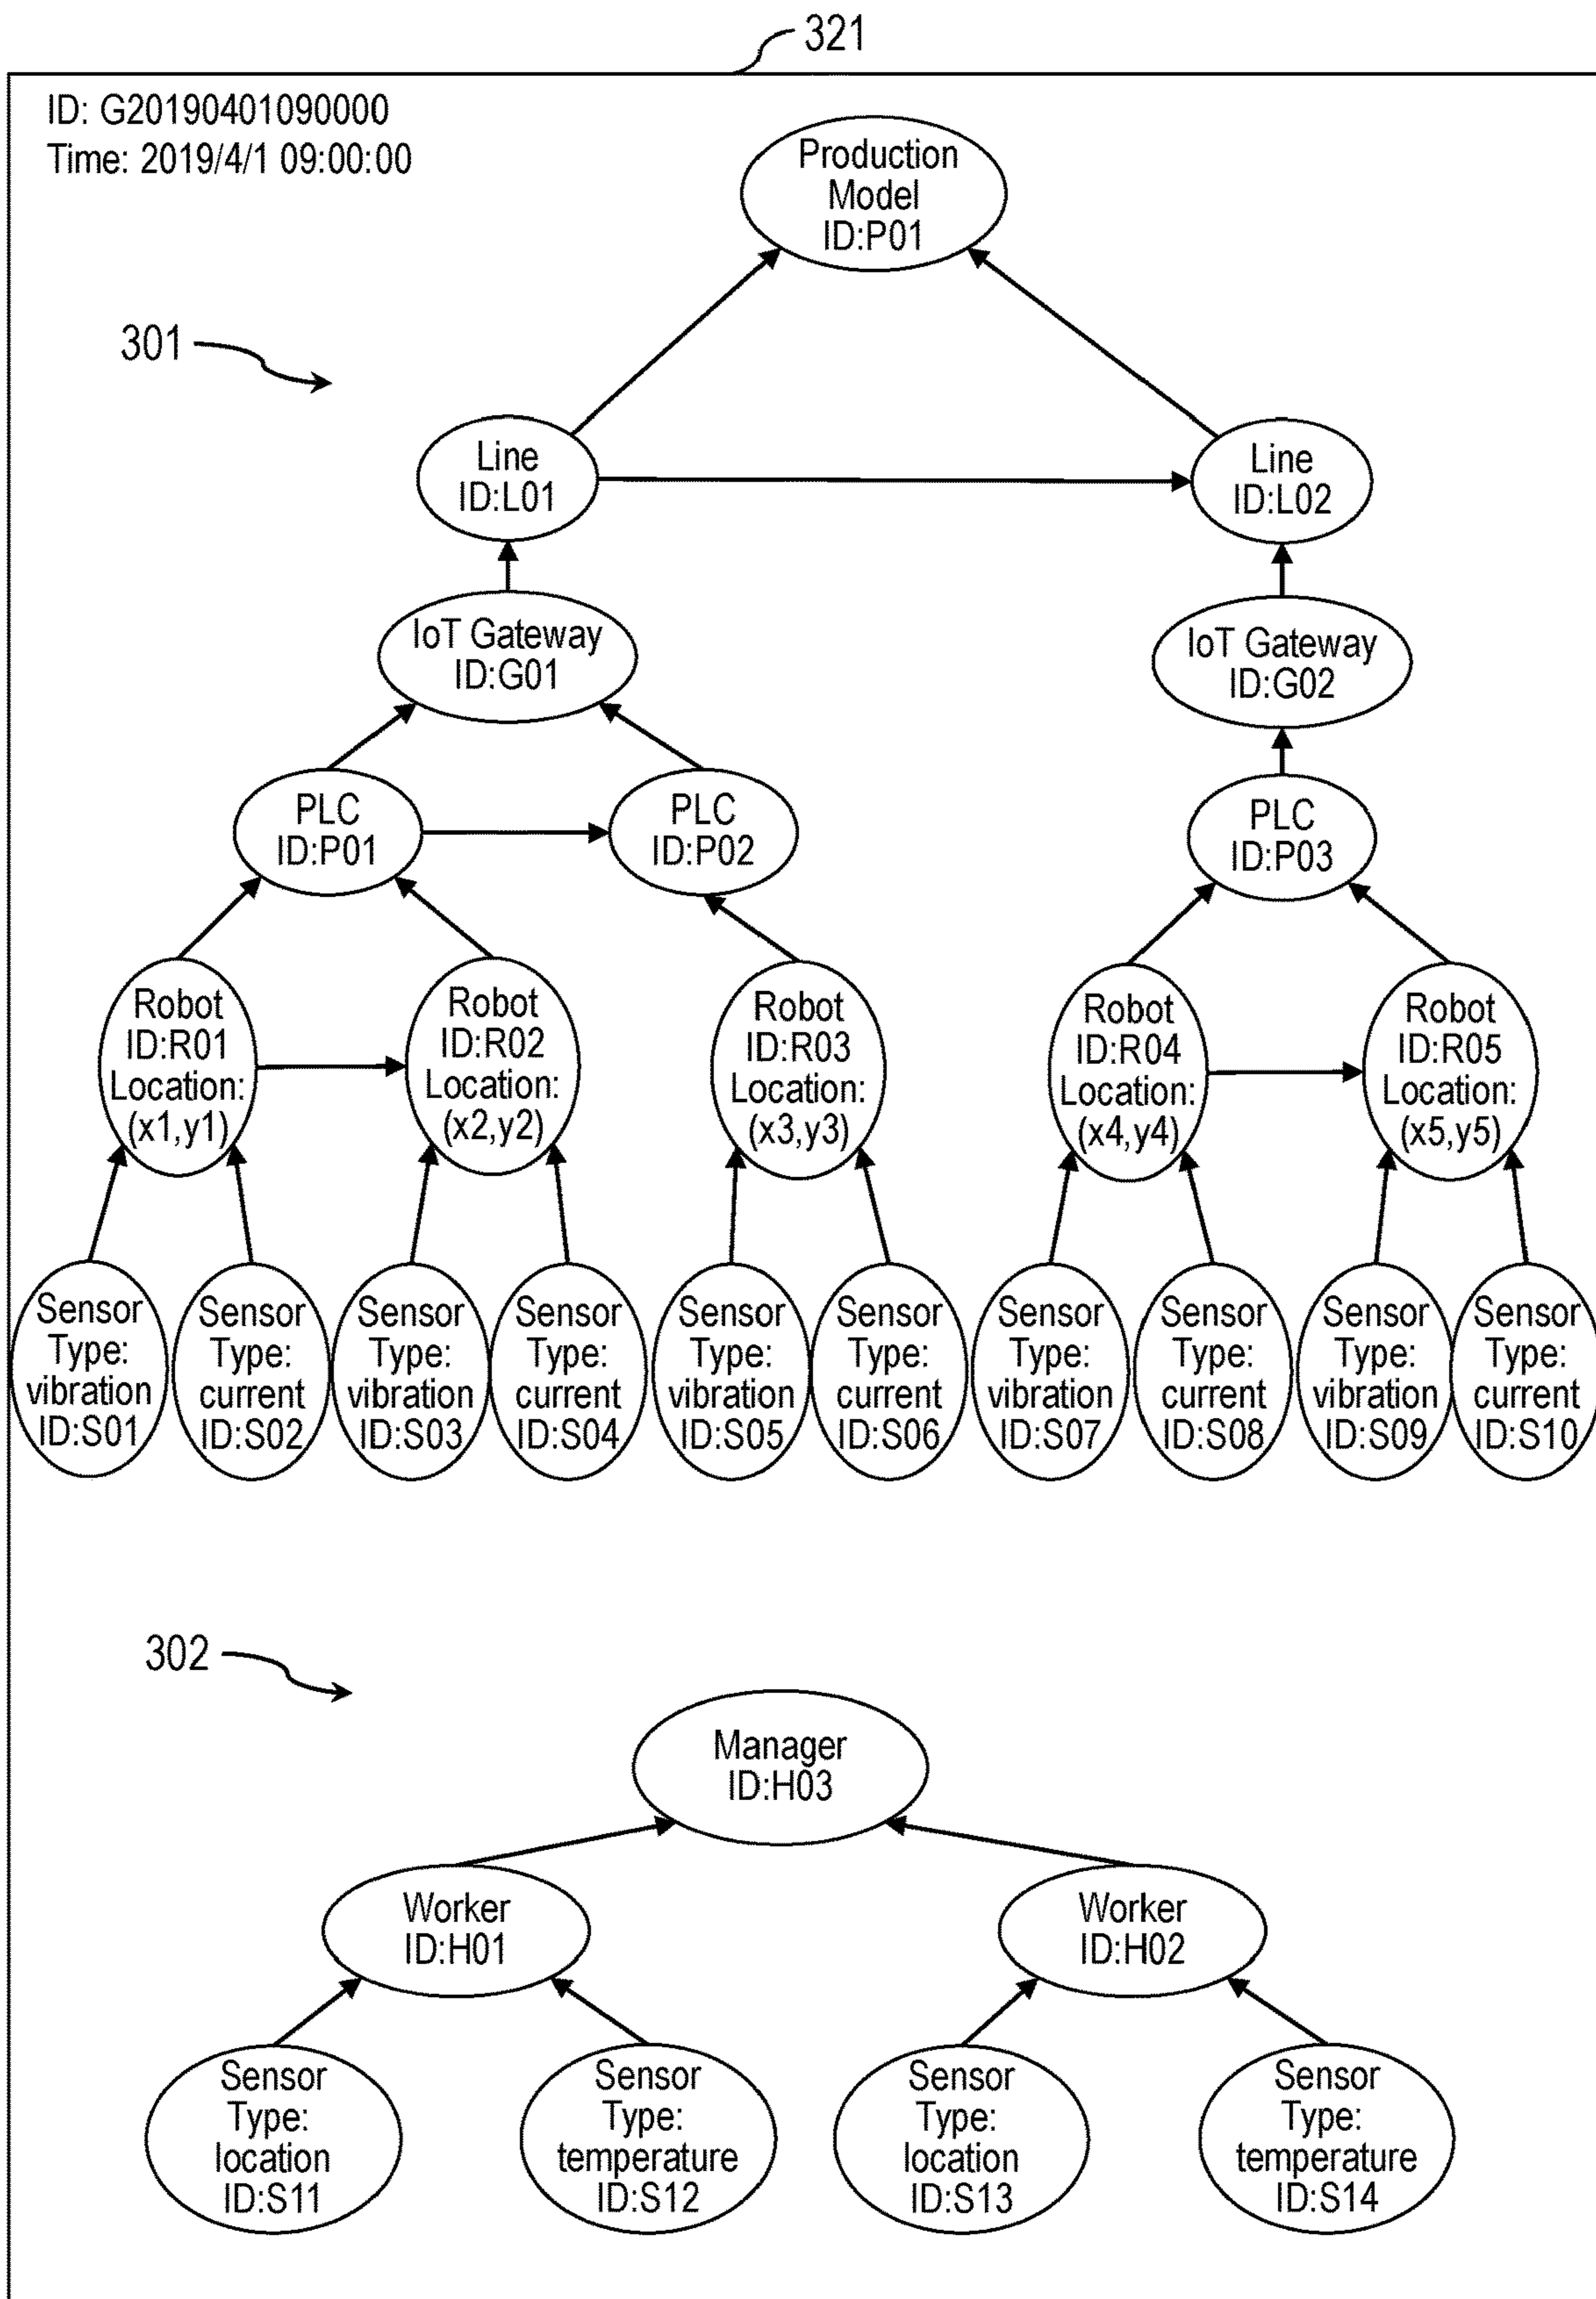 321
ID: G20190401090000
Time: 2019/4/1 09:00:00
Production
Model
ID:P01
301
Line
ID:L01
Line
ID:L02
IoT Gateway
ID:G01
IoT Gateway
ID:G02
PLC
ID:P01
PLC
ID:P02
PLC
ID:P03
Robot
ID:R01
Location:
(x1,y1)
Robot
ID:R02
Location:
(x2,y2)
Robot
ID:R03
Location:
(x3,y3)
Robot
ID:R04
Location:
(x4,y4)
Robot
ID:R05
Location:
(x5,y5)
Sensor
Type:
vibration
ID:S01
Sensor
Type:
current
ID:S02
Sensor
Type:
vibration
ID:S03
Sensor
Type:
current
ID:S04
Sensor
Type:
vibration
ID:S05
Sensor
Type:
current
ID:S06
Sensor
Type:
vibration
ID:S07
Sensor
Type:
current
ID:S08
Sensor
Type:
vibration
ID:S09
Sensor
Type:
current
ID:S10
302
Manager
ID:H03
Worker
ID:H01
Worker
ID:H02
Sensor
Type:
location
ID:S11
Sensor
Type:
temperature
ID:S12
Sensor
Type:
location
ID:S13
Sensor
Type:
temperature
ID:S14